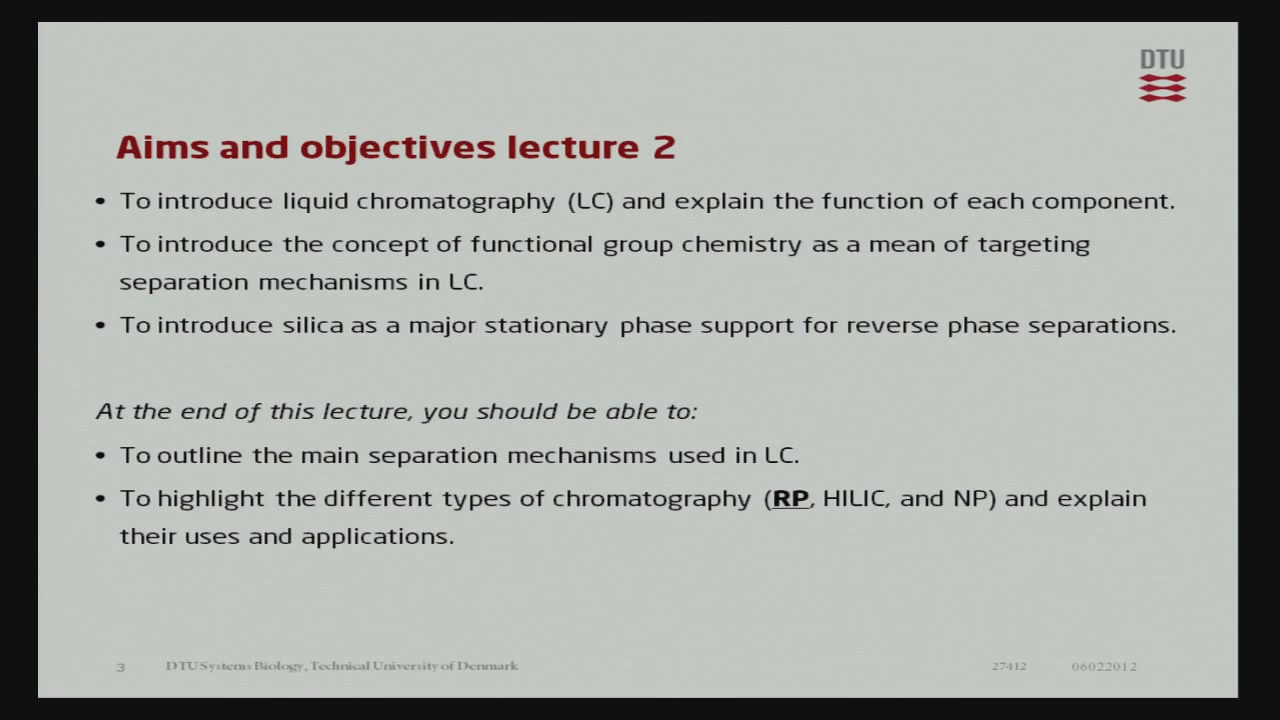 DTU
Aims and objectives lecture 2
• To introduce liquid chromatography (LC) and explain the function of each component.
• To introduce the concept of functional group chemistry as a mean of targeting
separation mechanisms in LC.
• To introduce silica as a major stationary phase support for reverse phase separations.
At the end of this lecture, you should be able to:
• To outline the main separation mechanisms used in LC.
• To highlight the different types of chromatography (RP, HILIC, and NP) and explain
their uses and applications.
3 DTU Systems Biology, Technical University of Denmark 27412 06022012